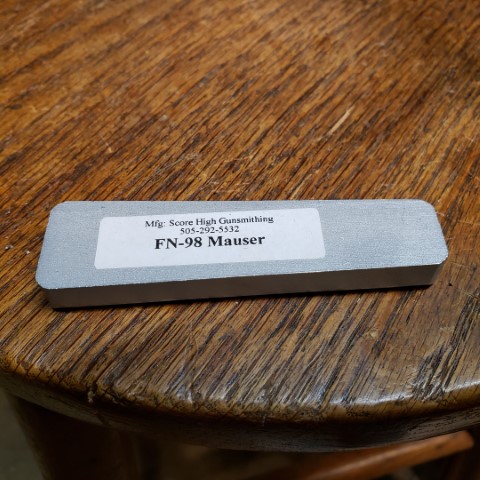 Mfg: Score High Gunsmithing
505-292-5532
FN-98 Mauser